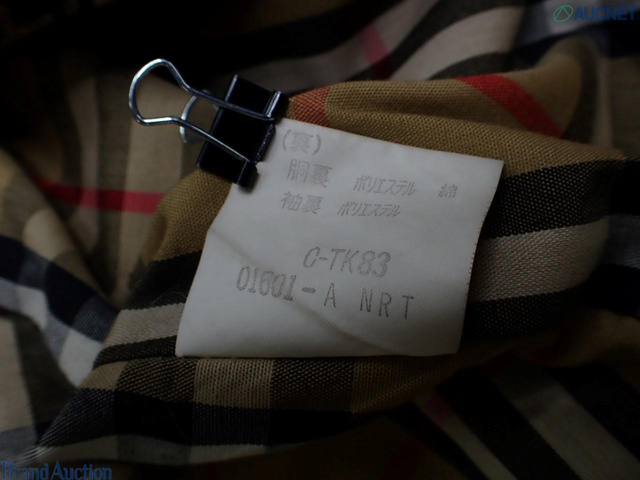 AUCNET
(裏)
胴裏 ポリエステル 綿
袖裏 ポリエステル
C-TK83
01601-A NRT
Brand Auction